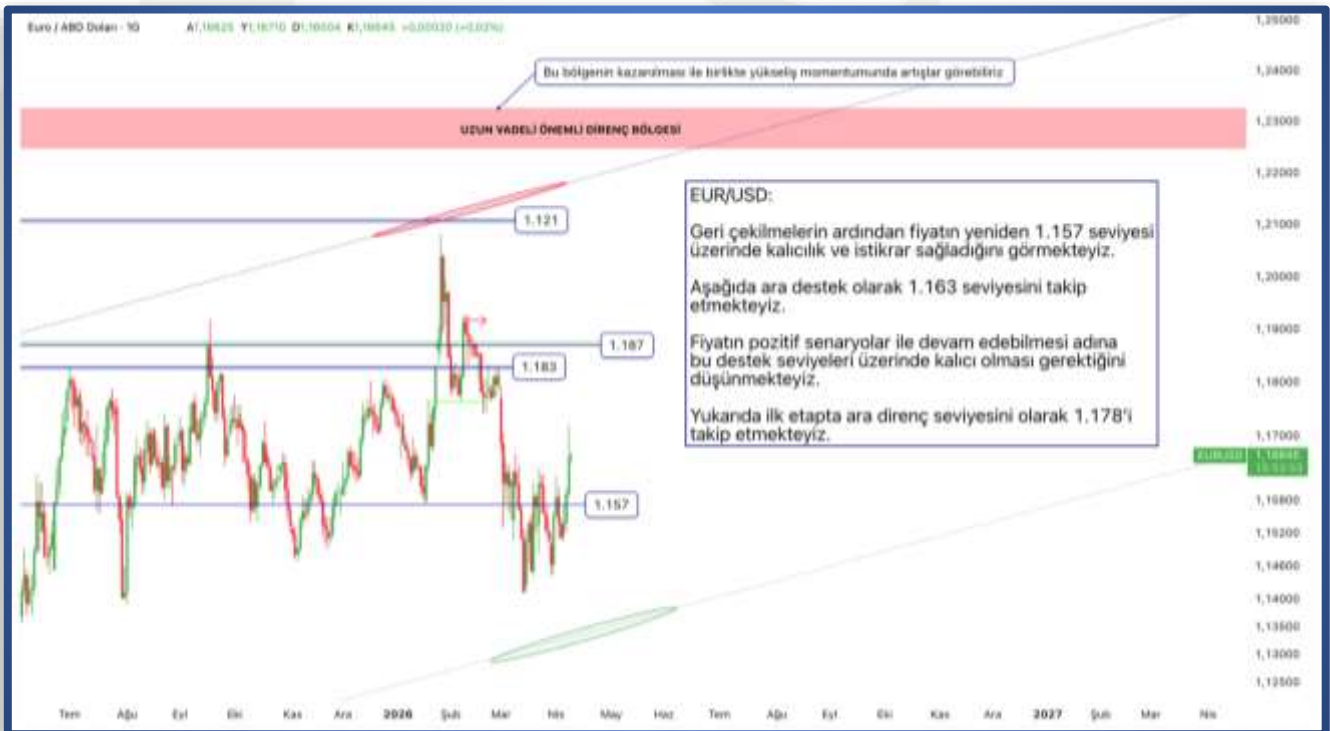 Euro / ABD Doları - 1G
Bu bölgenin kazanılması ile birlikte yükseliş momentumunda artışlar görebiliriz
UZUN VADELİ ÖNEMLİ DİRENÇ BÖLGESİ
1.121
1.187
1.183
1.157
EUR/USD:
Geri çekilmelerin ardından fiyatın yeniden 1.157 seviyesi
üzerinde kalıcılık ve istikrar sağladığını görmekteyiz.
Aşağıda ara destek olarak 1.163 seviyesini takip
etmekteyiz.
Fiyatın pozitif senaryolar ile devam edebilmesi adına
bu destek seviyeleri üzerinde kalıcı olması gerektiğini
düşünmekteyiz.
Yukarıda ilk etapta ara direnç seviyesini olarak 1.178'i
takip etmekteyiz.
1,25000
1,24000
1,23000
1,22000
1,21000
1,20000
1,19000
1,18000
1,17000
EURUSD
1,15200
1,14600
1,14000
1,13500
1,13000
1,12500
Tem Ağu Eyl Eki Kas Ara 2026 Şub Mar Nis May Haz Tem Ağu Eyl Eki Kas Ara 2027 Şub Mar Nis